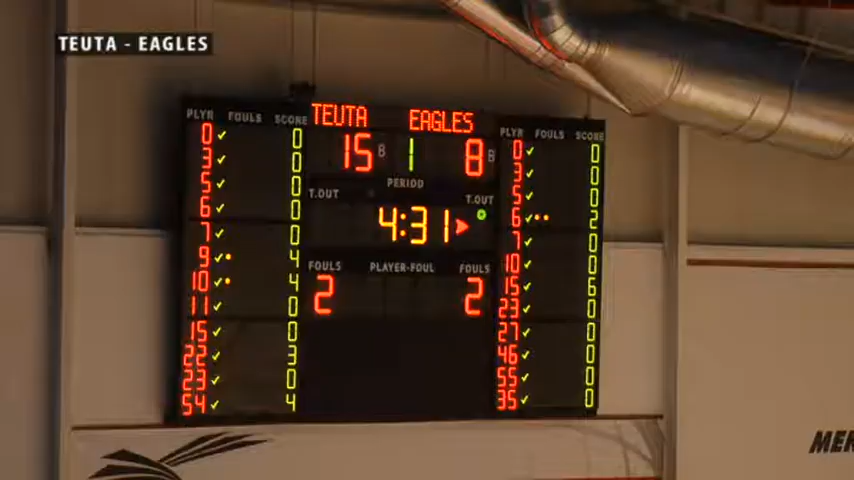 TEUTA - EAGLES
TEUTA EAGLES
PLYR FOULS SCORE
15 B 1 8 B
PLYR FOULS SCORE
PERIOD
T.OUT T.OUT
4:31
FOULS PLAYER-FOUL FOULS
2 2
0 ✓ 0
3 ✓ 0
5 ✓ 0
6 ✓ 0
7 ✓ 0
9 ✓ 4
10 ✓ 4
11 ✓ 0
15 ✓ 0
22 ✓ 3
23 ✓ 0
54 ✓ 4
0 ✓ 0
3 ✓ 0
5 ✓ 0
6 ✓ 2
7 ✓ 0
10 ✓ 0
15 ✓ 6
23 ✓ 0
27 ✓ 0
46 ✓ 0
55 ✓ 0
35 ✓ 0
MER